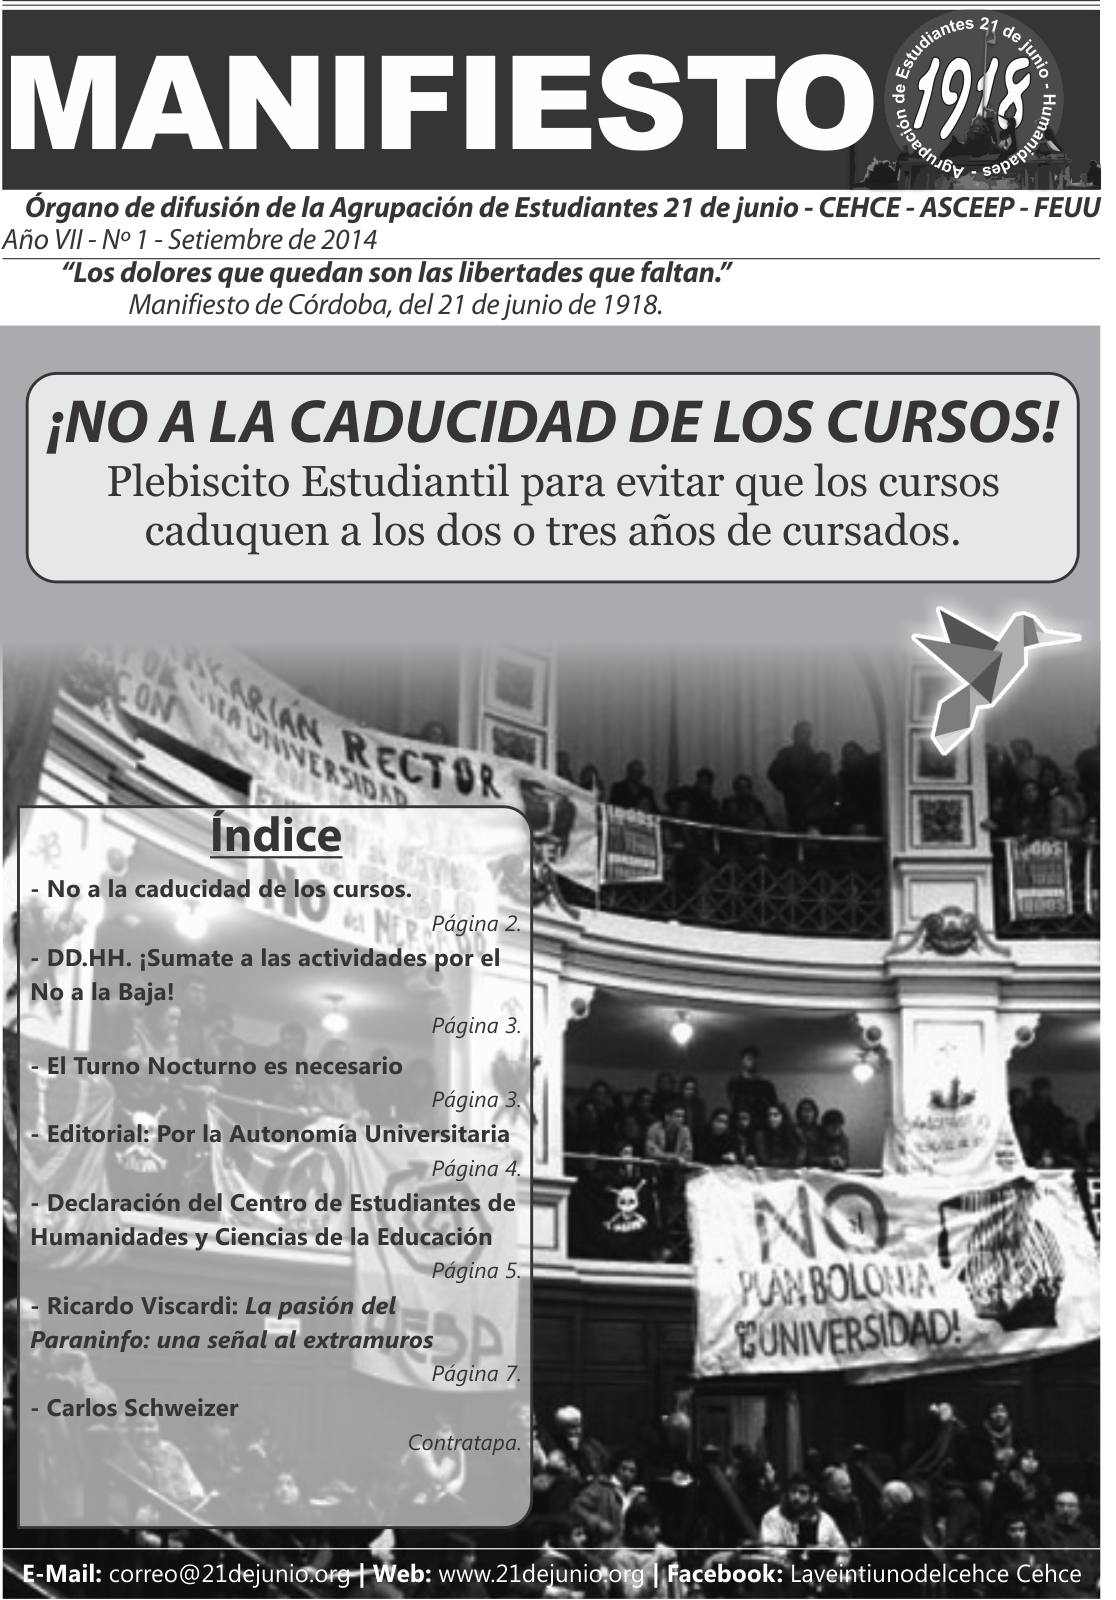 MANIFIESTO
Agrupación de Estudiantes 21 de junio - Humanidades -
1918
Órgano de difusión de la Agrupación de Estudiantes 21 de junio - CEHCE - ASCEEP - FEUU
Año VII - Nº 1 - Setiembre de 2014
“Los dolores que quedan son las libertades que faltan.”
Manifiesto de Córdoba, del 21 de junio de 1918.
¡NO A LA CADUCIDAD DE LOS CURSOS!
Plebiscito Estudiantil para evitar que los cursos
caduquen a los dos o tres años de cursados.
RECTOR
UNIVERSIDAD
Índice
- No a la caducidad de los cursos.
Página 2.
- DD.HH. ¡Sumate a las actividades por el
No a la Baja!
Página 3.
- El Turno Nocturno es necesario
Página 3.
- Editorial: Por la Autonomía Universitaria
Página 4.
- Declaración del Centro de Estudiantes de
Humanidades y Ciencias de la Educación
Página 5.
- Ricardo Viscardi: La pasión del
Paraninfo: una señal al extramuros
Página 7.
- Carlos Schweizer
Contratapa.
NO al
PLAN BOLONIA
UNIVERSIDAD!
E-Mail: correo@21dejunio.org | Web: www.21dejunio.org | Facebook: Laveintiunodelcehce Cehce